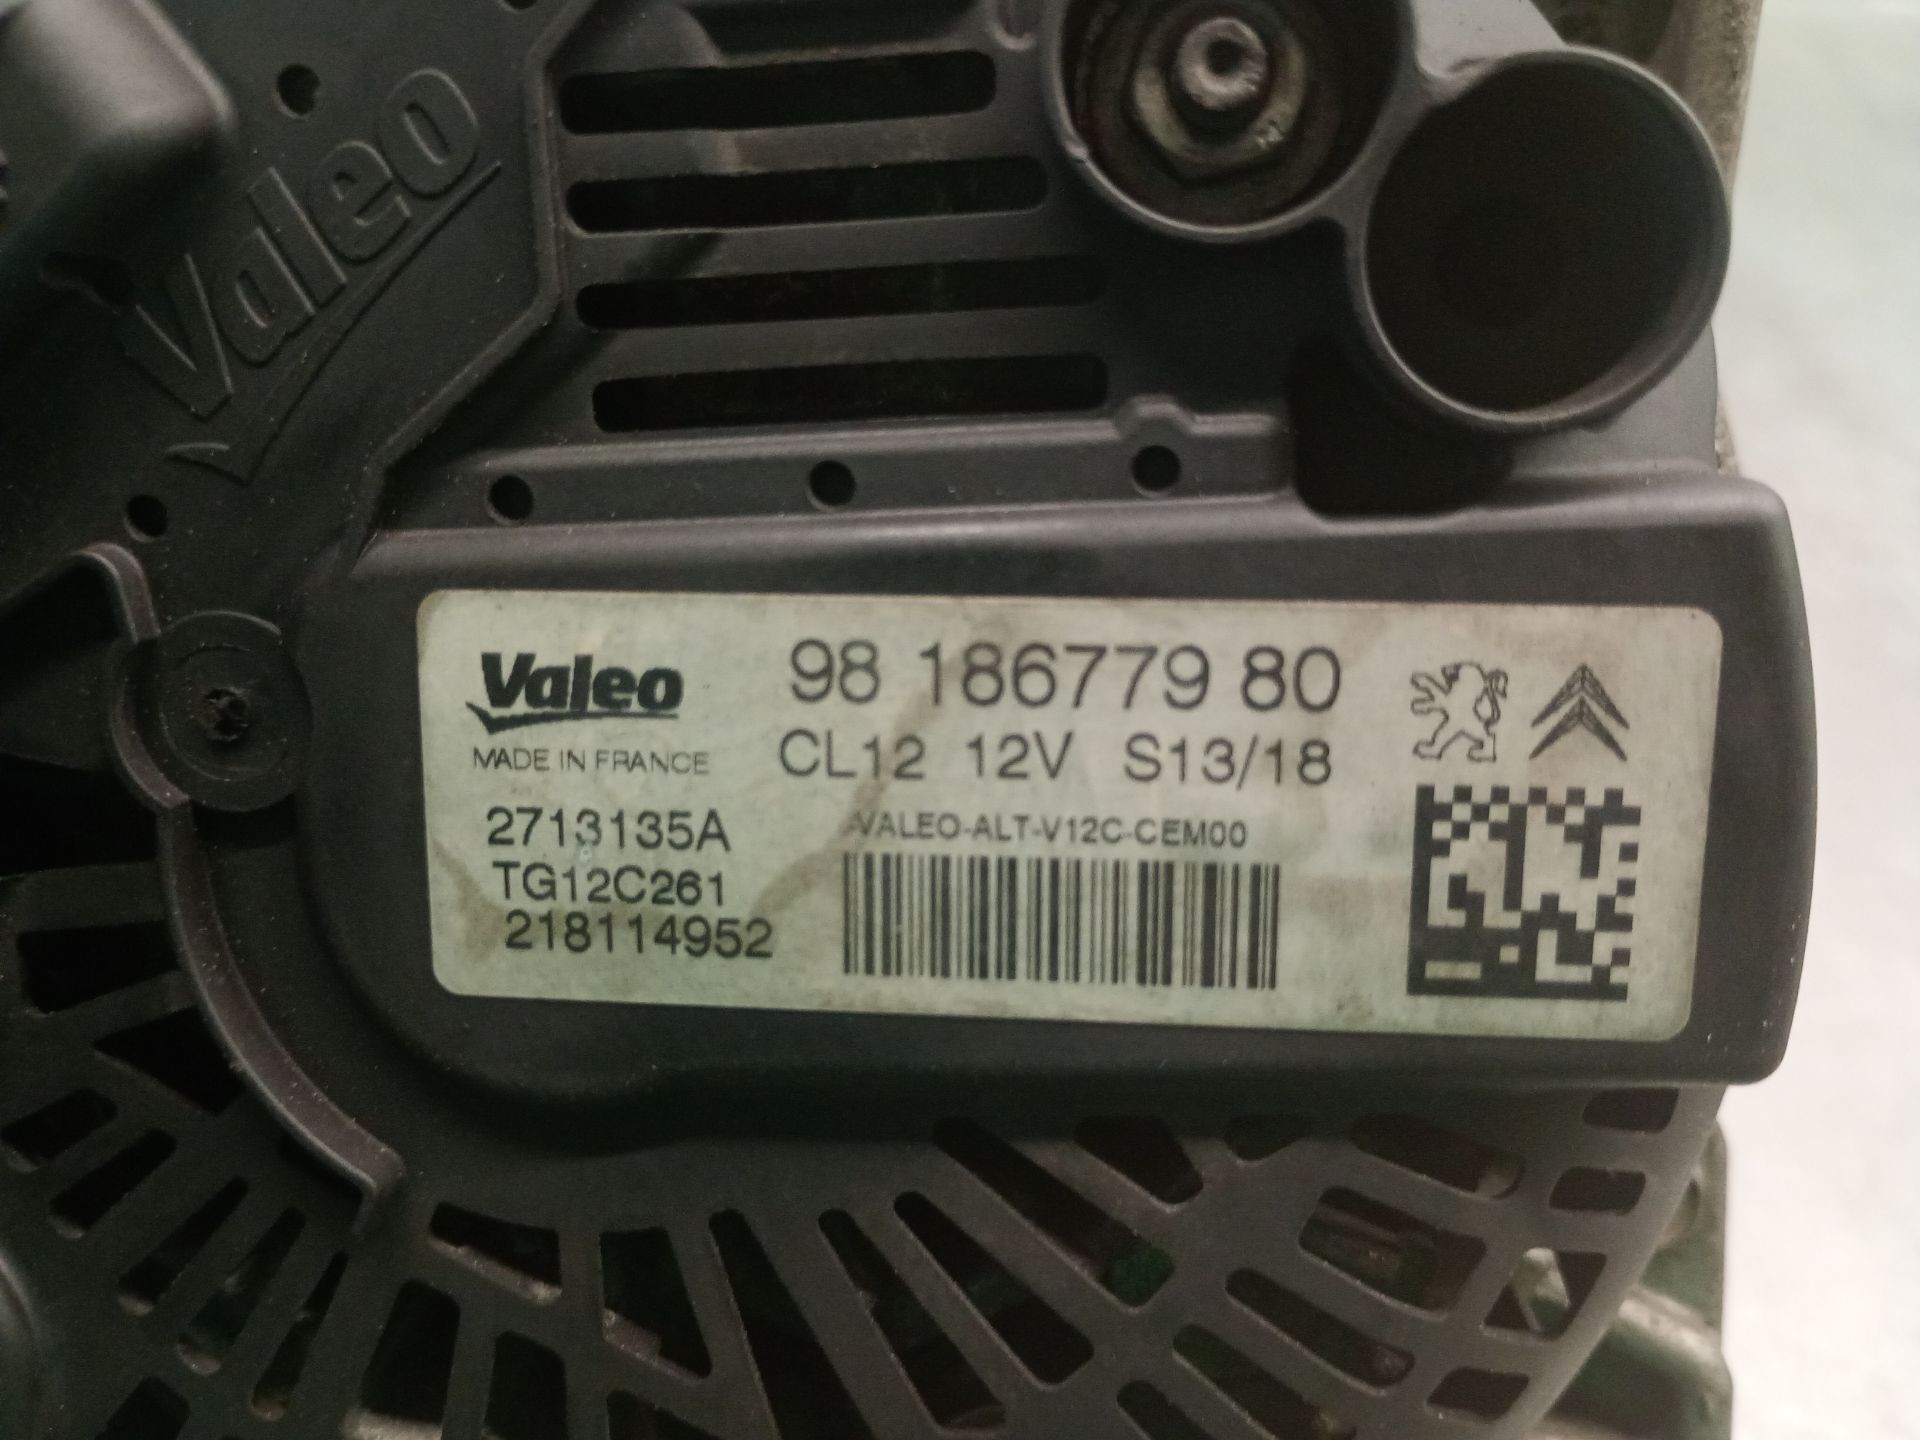 Valeo
Valeo 98 186779 80
MADE IN FRANCE CL12 12V S13/18
2713135A VALEO-ALT-V12C-CEM00
TG12C261
218114952